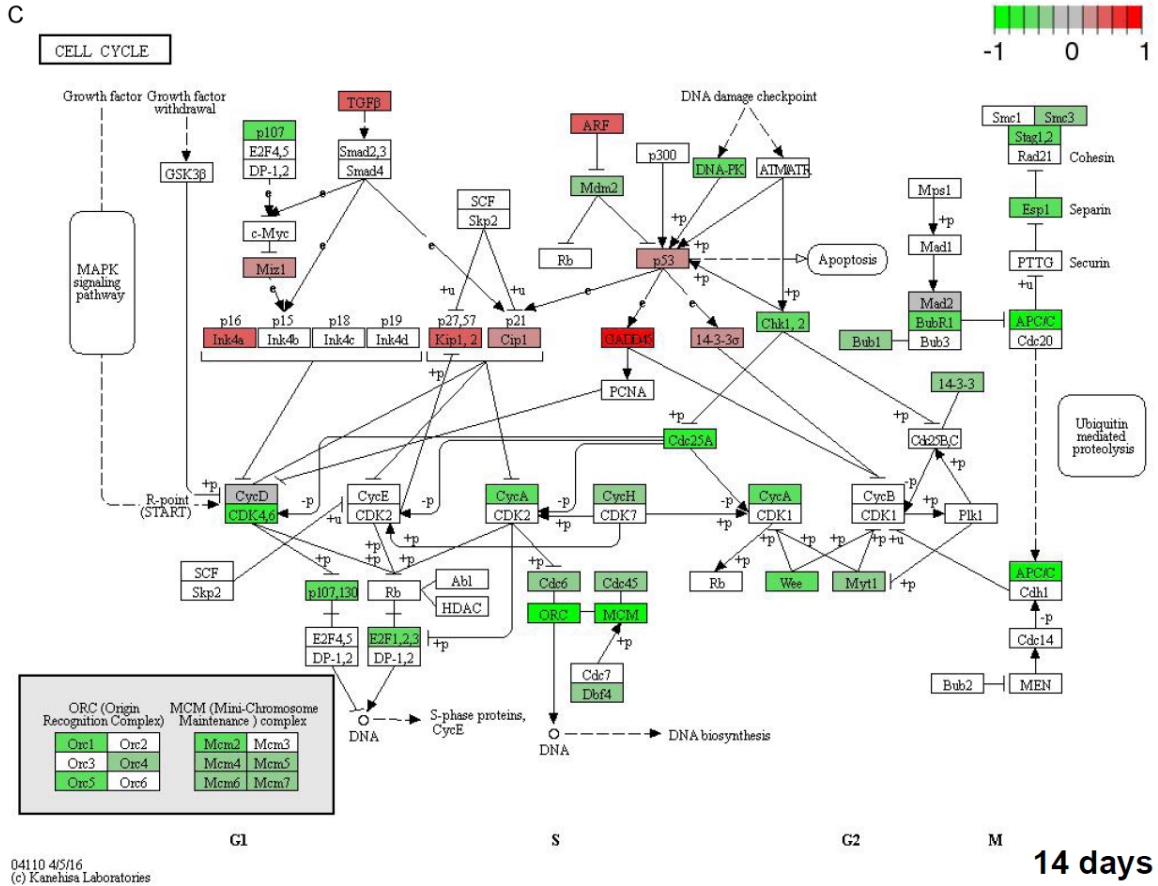 C
-1 0 1
CELL CYCLE
Growth factor
Growth factor
withdrawal
TGFβ
DNA damage checkpoint
p107
E2F4,5
DP-1,2
Smad2,3
Smad4
GSK3β
ARF
p300
DNA-PK
ATM/ATR
Smc1
Smc3
Stag1,2
Rad21
Cohesin
e
e
e
c-Myc
Miz1
e
SCF
Skp2
Mdm2
Rb
+p
+p
+p
p53
Apoptosis
Mps1
+p
Mad1
Esp1
Separin
PTTG
Securin
+u
MAPK
signaling
pathway
+u
+u
e
e
e
+p
p16
Ink4a
p15
Ink4b
p18
Ink4c
p19
Ink4d
p27,57
Kip1, 2
p21
Cip1
GADD45
14-3-3σ
Chk1, 2
Mad2
BubR1
Bub3
Bub1
APC/C
Cdc20
+p
PCNA
14-3-3
+p
Cdc25A
+p
Cdc25B,C
Ubiquitin
mediated
proteolysis
R-point
(START)
+p
CycD
CDK4,6
-p
+u
CycE
CDK2
-p
CycA
CDK2
-p
+p
CycH
CDK7
-p
+p
CycA
CDK1
CycB
CDK1
-p
+p
+p
Plk1
+p
+p
+p
+p
+p
+p
+p
+p
+u
SCF
Skp2
p107,130
Rb
Abl
HDAC
Cdc6
Cdc45
Rb
Wee
Myt1
+p
APC/C
Cdh1
ORC
MCM
E2F4,5
DP-1,2
E2F1,2,3
DP-1,2
+p
+p
-p
Cdc14
Cdc7
Dbf4
Bub2
MEN
ORC (Origin
Recognition Complex)
MCM (Mini-Chromosome
Maintenance ) complex
Orc1
Orc2
Orc3
Orc4
Orc5
Orc6
Mcm2
Mcm3
Mcm4
Mcm5
Mcm6
Mcm7
DNA
S-phase proteins,
CycE
DNA
DNA biosynthesis
G1
S
G2
M
04110 4/5/16
(c) Kanehisa Laboratories
14 days